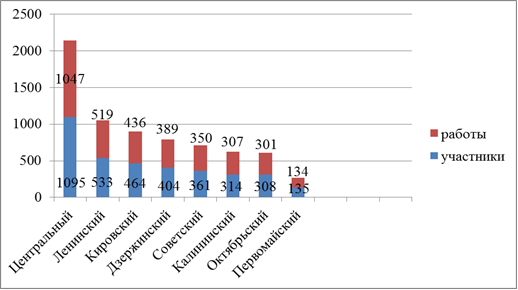 2500
2000
1500
1000
500
0
1047
519
436
389
350
307
301
134
1095
533
464
404
361
314
308
135
Центральный
Ленинский
Кировский
Дзержинский
Советский
Калининский
Октябрьский
Первомайский
работы
участники